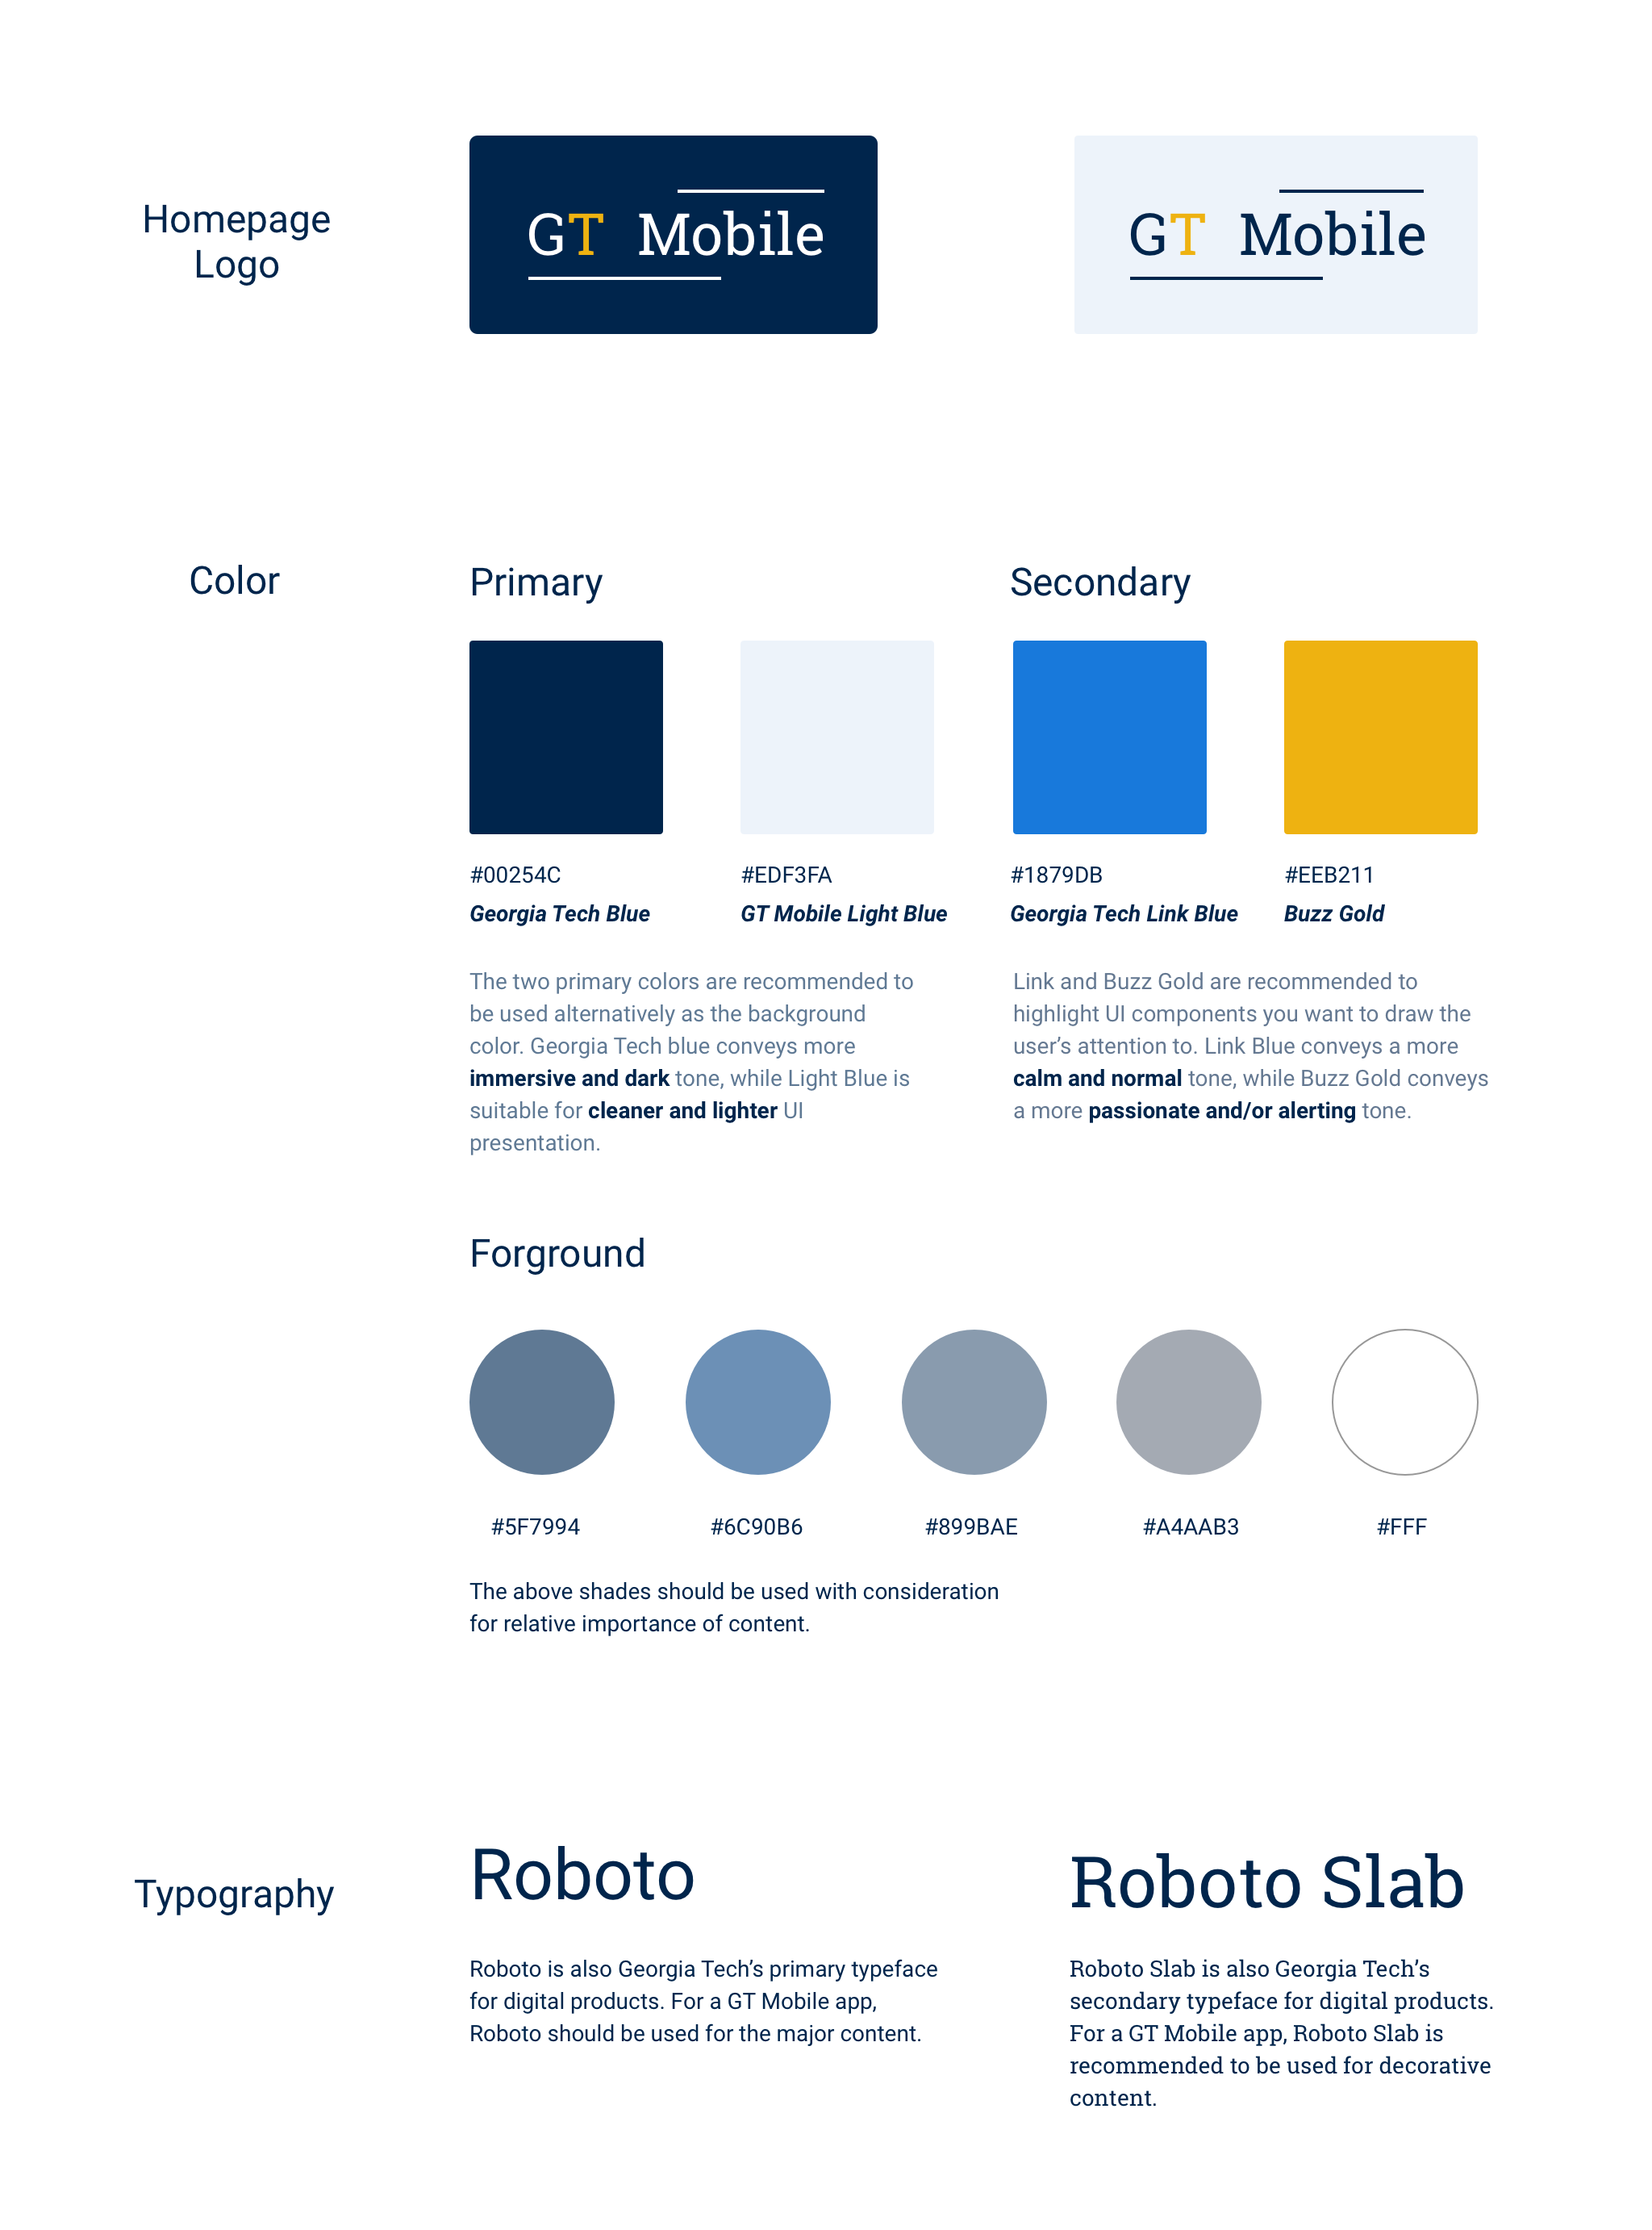 Homepage
Logo
GT Mobile
GT Mobile
Color
Primary
Secondary
#00254C
#EDF3FA
#1879DB
#EEB211
Georgia Tech Blue
GT Mobile Light Blue
Georgia Tech Link Blue
Buzz Gold
The two primary colors are recommended to
be used alternatively as the background
color. Georgia Tech blue conveys more
immersive and dark tone, while Light Blue is
suitable for cleaner and lighter UI
presentation.
Link and Buzz Gold are recommended to
highlight UI components you want to draw the
user’s attention to. Link Blue conveys a more
calm and normal tone, while Buzz Gold conveys
a more passionate and/or alerting tone.
Forground
#5F7994
#6C90B6
#899BAE
#A4AAB3
#FFF
The above shades should be used with consideration
for relative importance of content.
Typography
Roboto
Roboto is also Georgia Tech’s primary typeface
for digital products. For a GT Mobile app,
Roboto should be used for the major content.
Roboto Slab
Roboto Slab is also Georgia Tech’s
secondary typeface for digital products.
For a GT Mobile app, Roboto Slab is
recommended to be used for decorative
content.